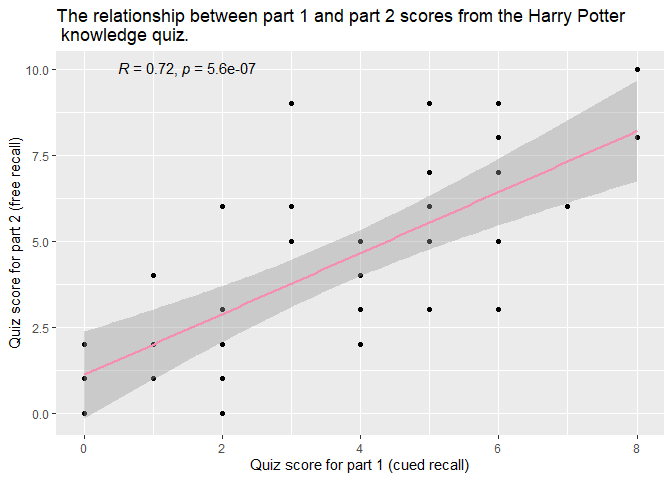 The relationship between part 1 and part 2 scores from the Harry Potter
knowledge quiz.
R = 0.72, p = 5.6e-07
10.0
7.5
5.0
2.5
0.0
Quiz score for part 2 (free recall)
0 2 4 6 8
Quiz score for part 1 (cued recall)